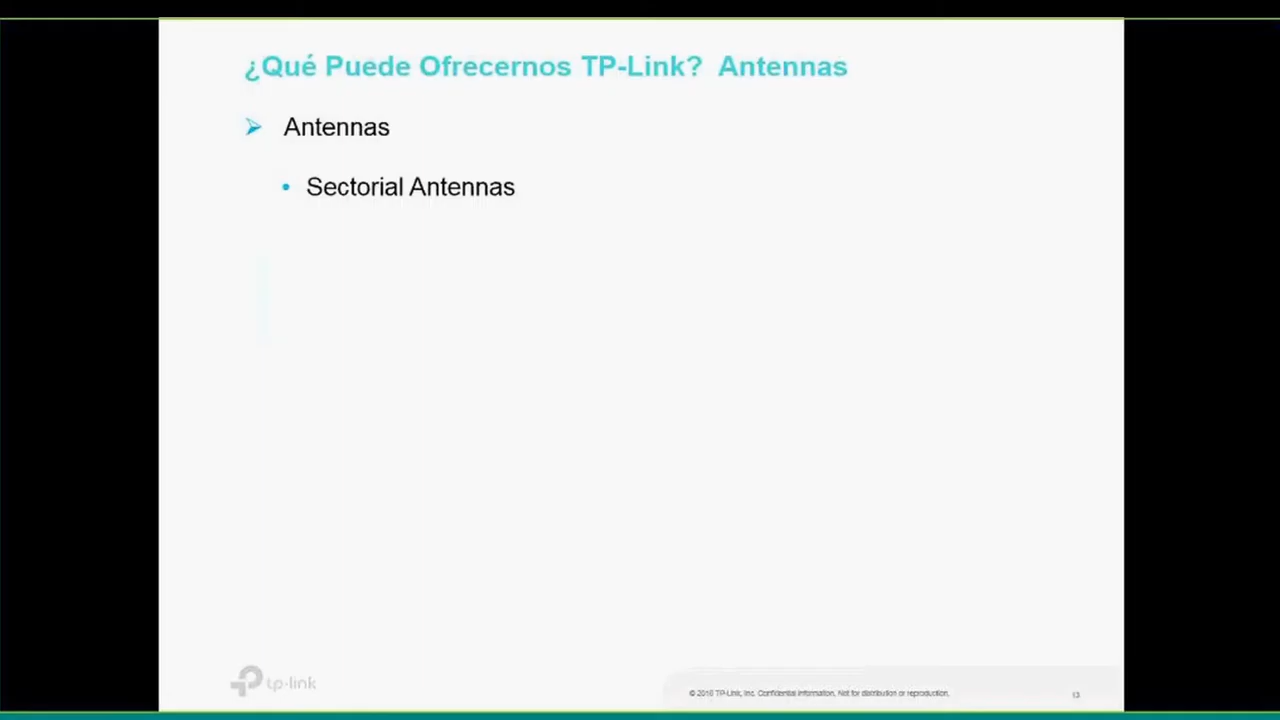 ¿Qué Puede Ofrecernos TP-Link? Antennas
➢ Antennas
• Sectorial Antennas
tp-link
© 2016 TP-Link, Inc. Confidential Information, Not for distribution or reproduction.
13